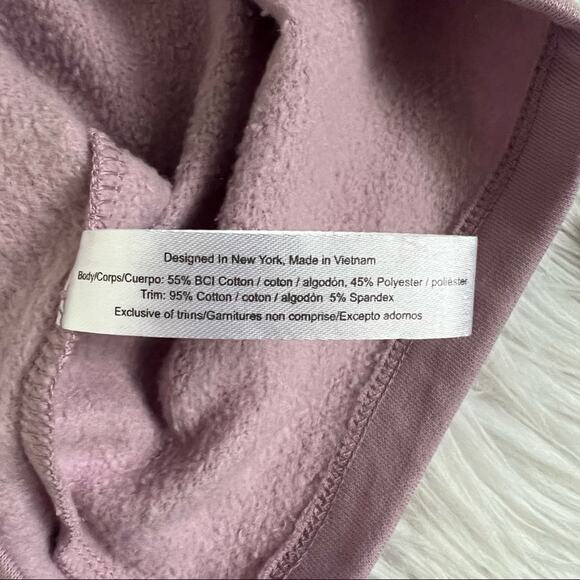 Designed In New York, Made in Vietnam
Body/Corps/Cuerpo: 55% BCI Cotton / coton / algodón, 45% Polyester / poliéster
Trim: 95% Cotton / coton / algodón 5% Spandex
Exclusive of trims/Garnitures non comprise/Excepto adornos